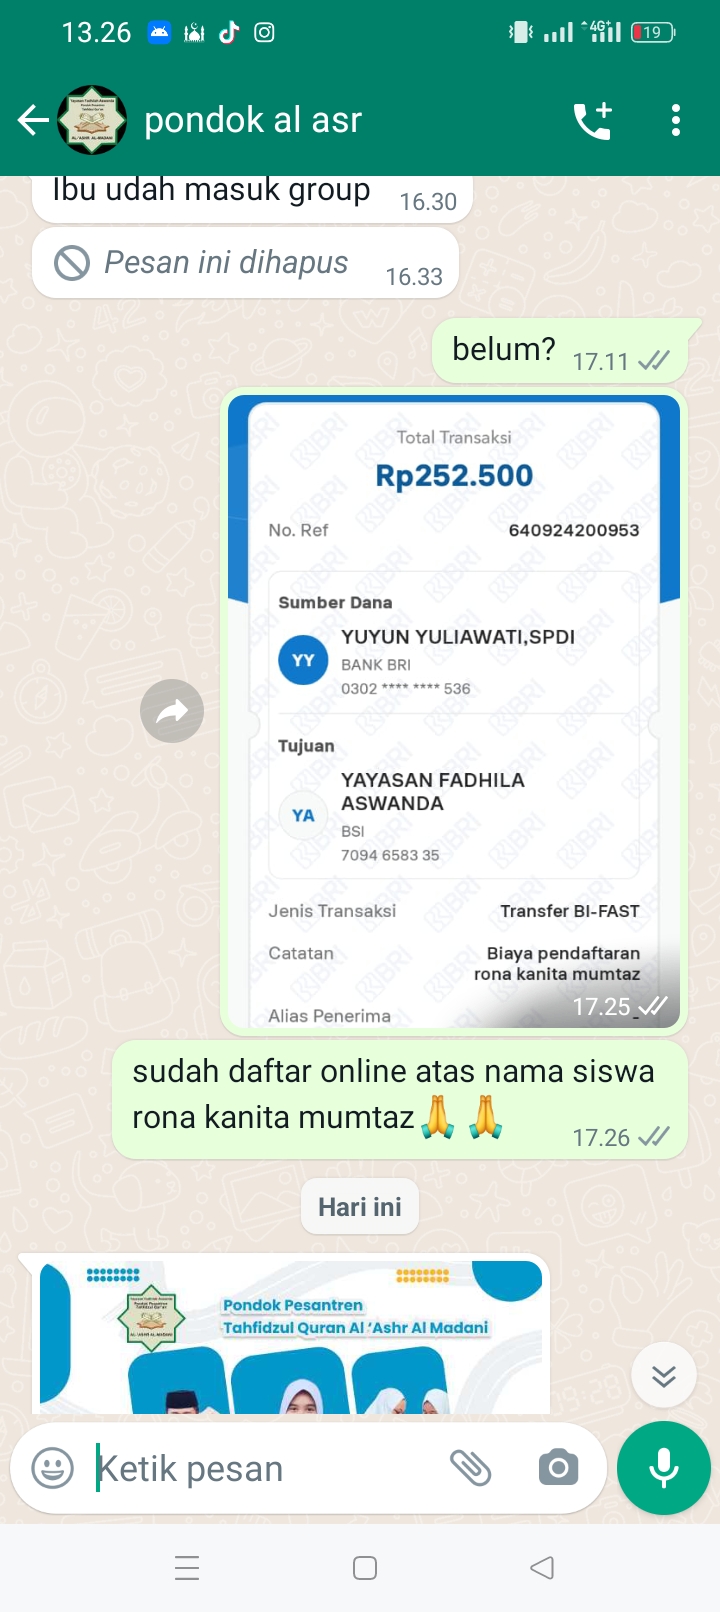 13.26
4G+
19
pondok al asr
Ibu udah masuk group 16.30
Pesan ini dihapus 16.33
belum? 17.11
Total Transaksi
Rp252.500
No. Ref 640924200953
Sumber Dana
YY
YUYUN YULIAWATI,SPDI
BANK BRI
0302 **** **** 536
Tujuan
YA
YAYASAN FADHILA
ASWANDA
BSI
7094 6583 35
Jenis Transaksi Transfer BI-FAST
Catatan Biaya pendaftaran
rona kanita mumtaz
Alias Penerima -
17.25
sudah daftar online atas nama siswa
rona kanita mumtaz🙏🙏 17.26
Hari ini
Pondok Pesantren
Tahfidzul Quran Al ‘Ashr Al Madani
Ketik pesan